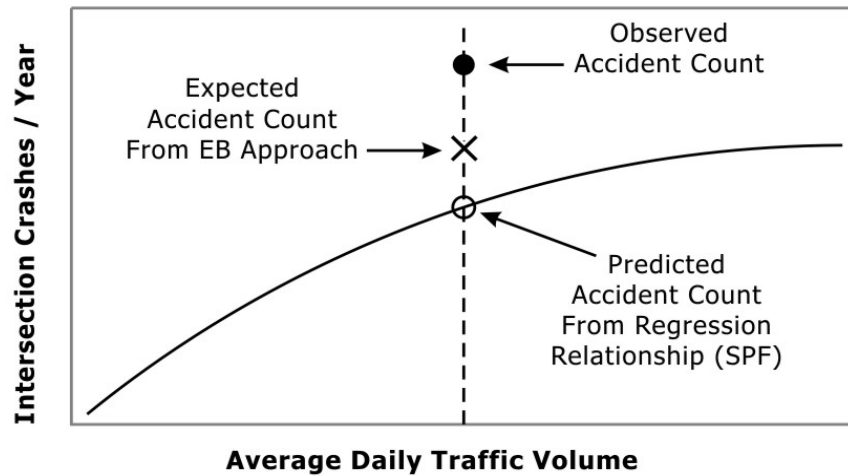 Observed
Accident Count
Expected
Accident Count
From EB Approach
Predicted
Accident Count
From Regression
Relationship (SPF)
Intersection Crashes / Year
Average Daily Traffic Volume